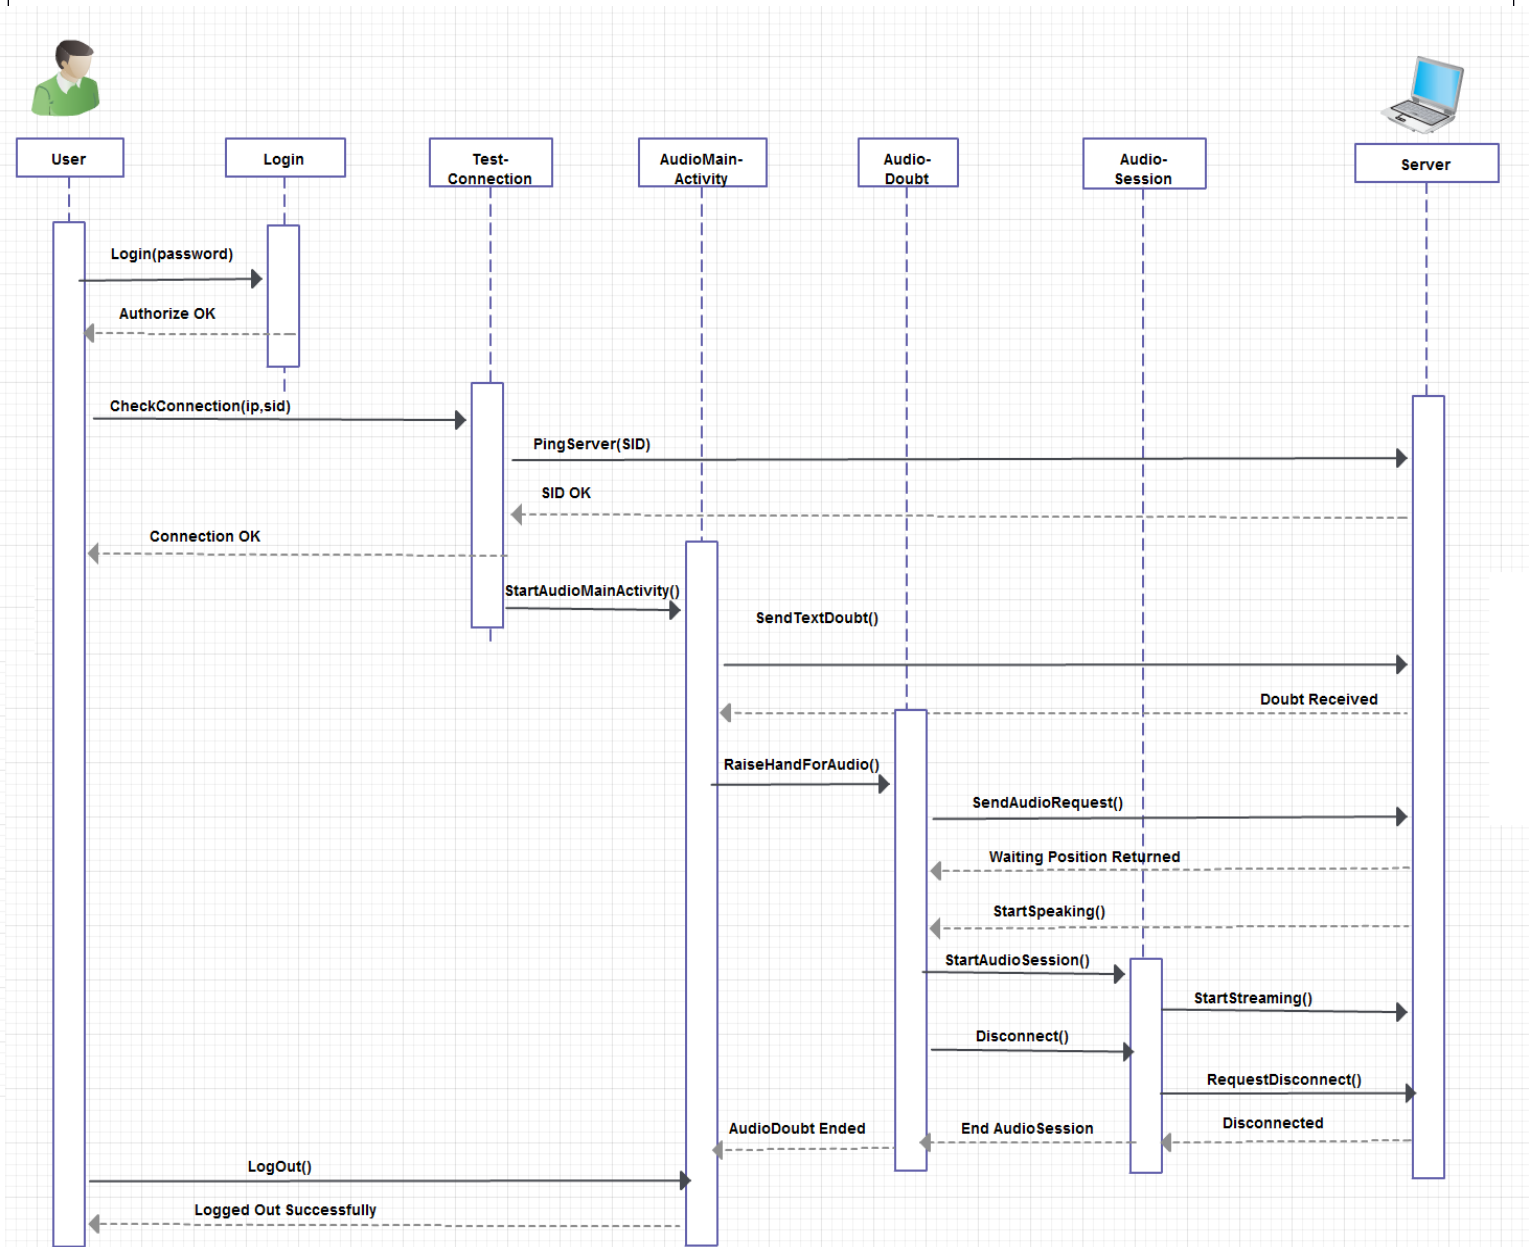 User
Login
Test-
Connection
AudioMain-
Activity
Audio-
Doubt
Audio-
Session
Server
Login(password)
Authorize OK
CheckConnection(ip,sid)
PingServer(SID)
SID OK
Connection OK
StartAudioMainActivity()
SendTextDoubt()
Doubt Received
RaiseHandForAudio()
SendAudioRequest()
Waiting Position Returned
StartSpeaking()
StartAudioSession()
StartStreaming()
Disconnect()
RequestDisconnect()
Disconnected
End AudioSession
AudioDoubt Ended
LogOut()
Logged Out Successfully